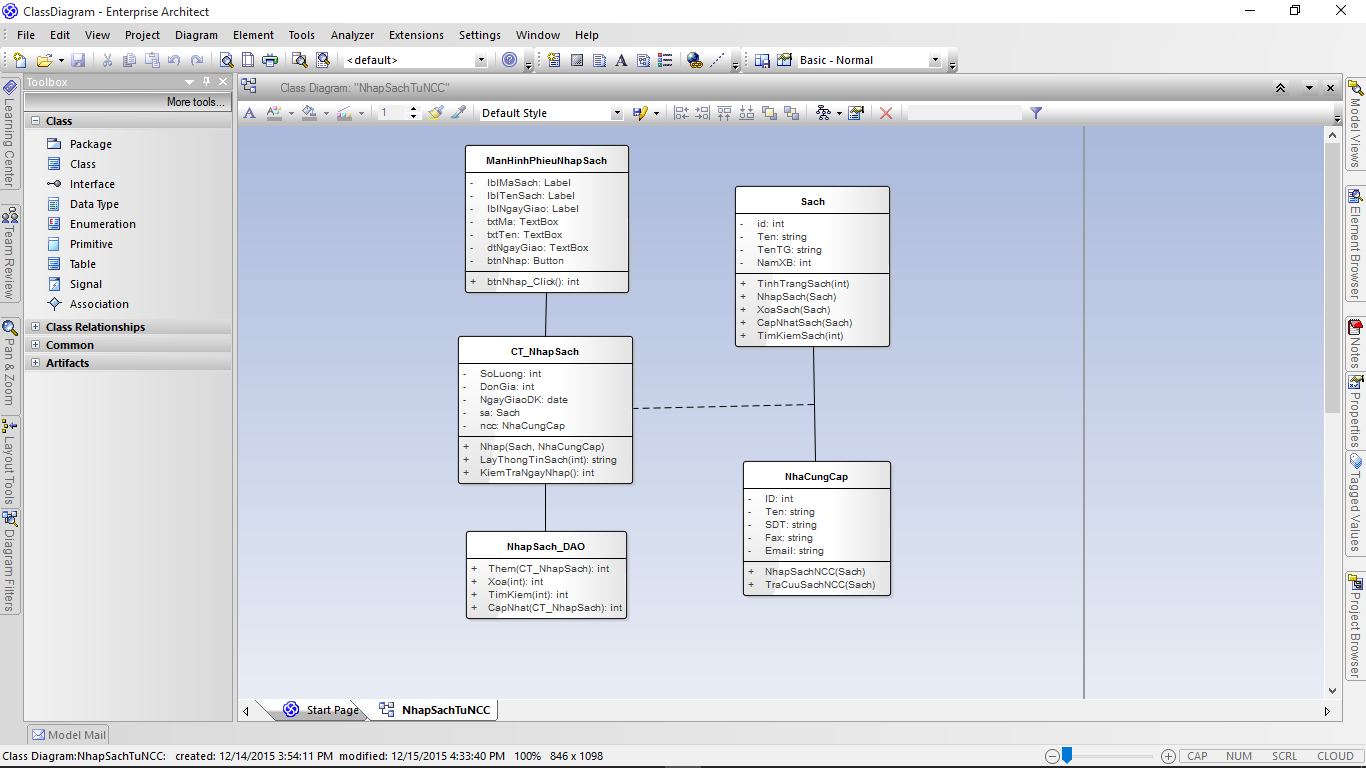 ClassDiagram - Enterprise Architect
File Edit View Project Diagram Element Tools Analyzer Extensions Settings Window Help
<default>
Basic - Normal
Toolbox
More tools...
Class
Package
Class
Interface
Data Type
Enumeration
Primitive
Table
Signal
Association
Class Relationships
Common
Artifacts
Learning Center
Team Review
Pan & Zoom
Layout Tools
Diagram Filters
Class Diagram: "NhapSachTuNCC"
1
Default Style
ManHinhPhieuNhapSach
- lblMaSach: Label
- lblTenSach: Label
- lblNgayGiao: Label
- txtMa: TextBox
- txtTen: TextBox
- dtNgayGiao: TextBox
- btnNhap: Button
+ btnNhap_Click(): int
CT_NhapSach
- SoLuong: int
- DonGia: int
- NgayGiaoDK: date
- sa: Sach
- ncc: NhaCungCap
+ Nhap(Sach, NhaCungCap)
+ LayThongTinSach(int): string
+ KiemTraNgayNhap(): int
NhapSach_DAO
+ Them(CT_NhapSach): int
+ Xoa(int): int
+ TimKiem(int): int
+ CapNhat(CT_NhapSach): int
Sach
- id: int
- Ten: string
- TenTG: string
- NamXB: int
+ TinhTrangSach(int)
+ NhapSach(Sach)
+ XoaSach(Sach)
+ CapNhatSach(Sach)
+ TimKiemSach(int)
NhaCungCap
- ID: int
- Ten: string
- SDT: string
- Fax: string
- Email: string
+ NhapSachNCC(Sach)
+ TraCuuSachNCC(Sach)
Model Views
Element Browser
Notes
Properties
Tagged Values
Project Browser
Start Page
NhapSachTuNCC
Model Mail
Class Diagram:NhapSachTuNCC: created: 12/14/2015 3:54:11 PM modified: 12/15/2015 4:33:40 PM 100% 846 x 1098
CAP NUM SCRL CLOUD